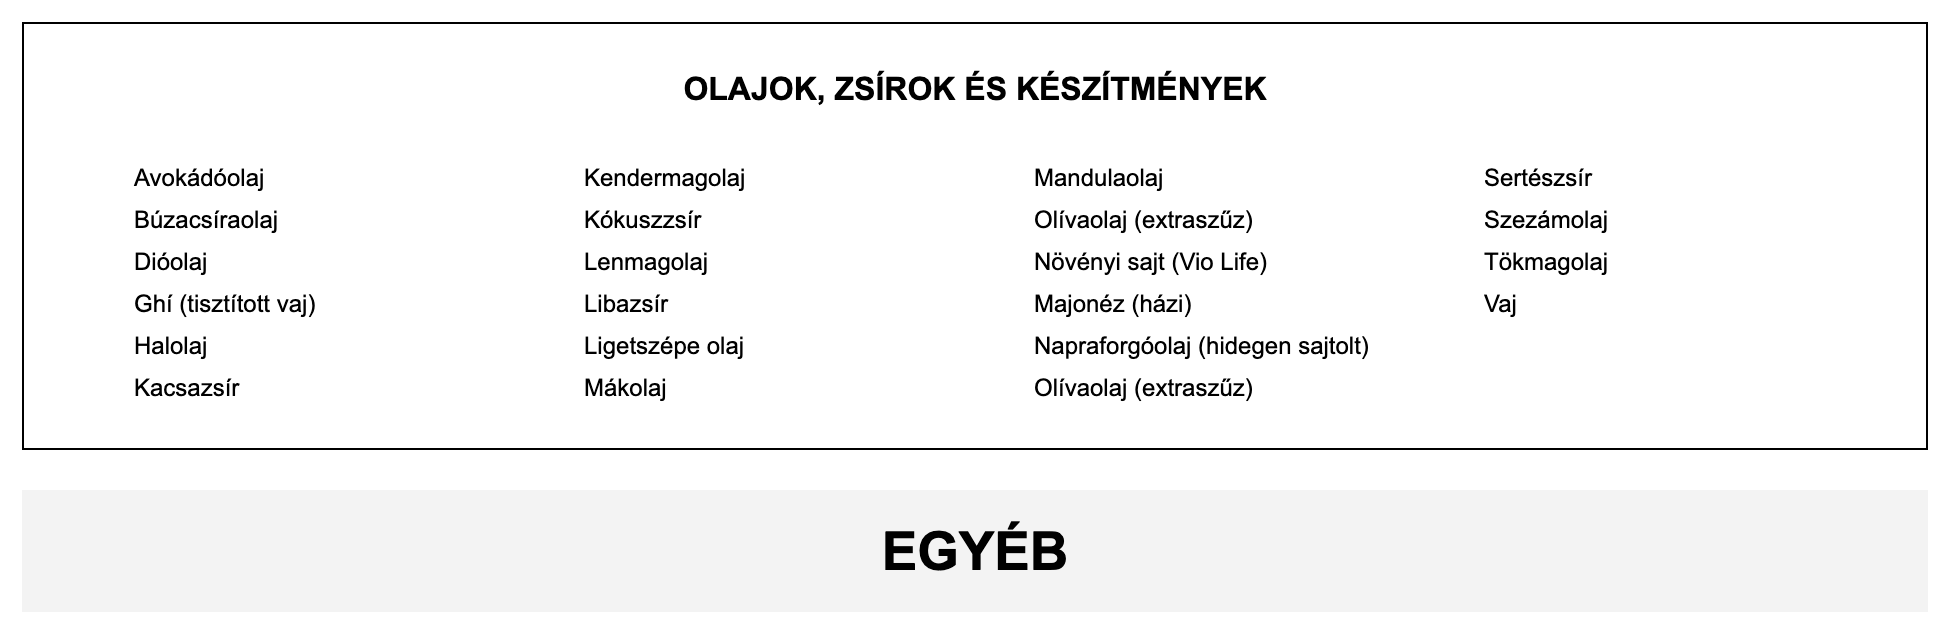 OLAJOK, ZSÍROK ÉS KÉSZÍTMÉNYEK
Avokádóolaj
Búzacsíraolaj
Dióolaj
Ghí (tisztított vaj)
Halolaj
Kacsazsír
Kendermagolaj
Kókuszzsír
Lenmagolaj
Libazsír
Ligetszépe olaj
Mákolaj
Mandulaolaj
Olívaolaj (extraszűz)
Növényi sajt (Vio Life)
Majonéz (házi)
Napraforgóolaj (hidegen sajtolt)
Olívaolaj (extraszűz)
Sertészsír
Szezámolaj
Tökmagolaj
Vaj
EGYÉB